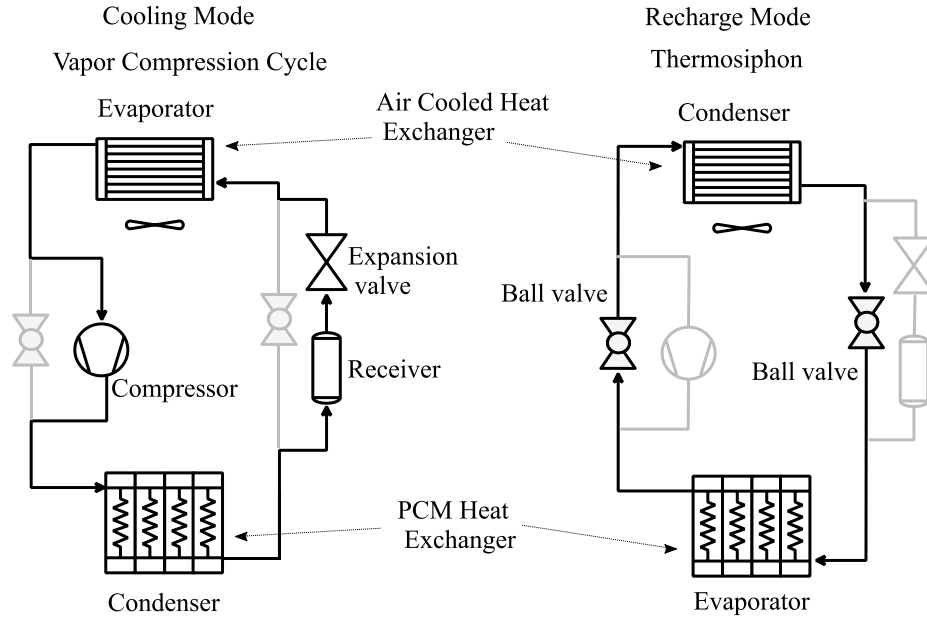 Cooling Mode
Vapor Compression Cycle
Evaporator
Recharge Mode
Thermosiphon
Condenser
Air Cooled Heat
Exchanger
Expansion
valve
Receiver
Compressor
Ball valve
Ball valve
PCM Heat
Exchanger
Condenser
Evaporator